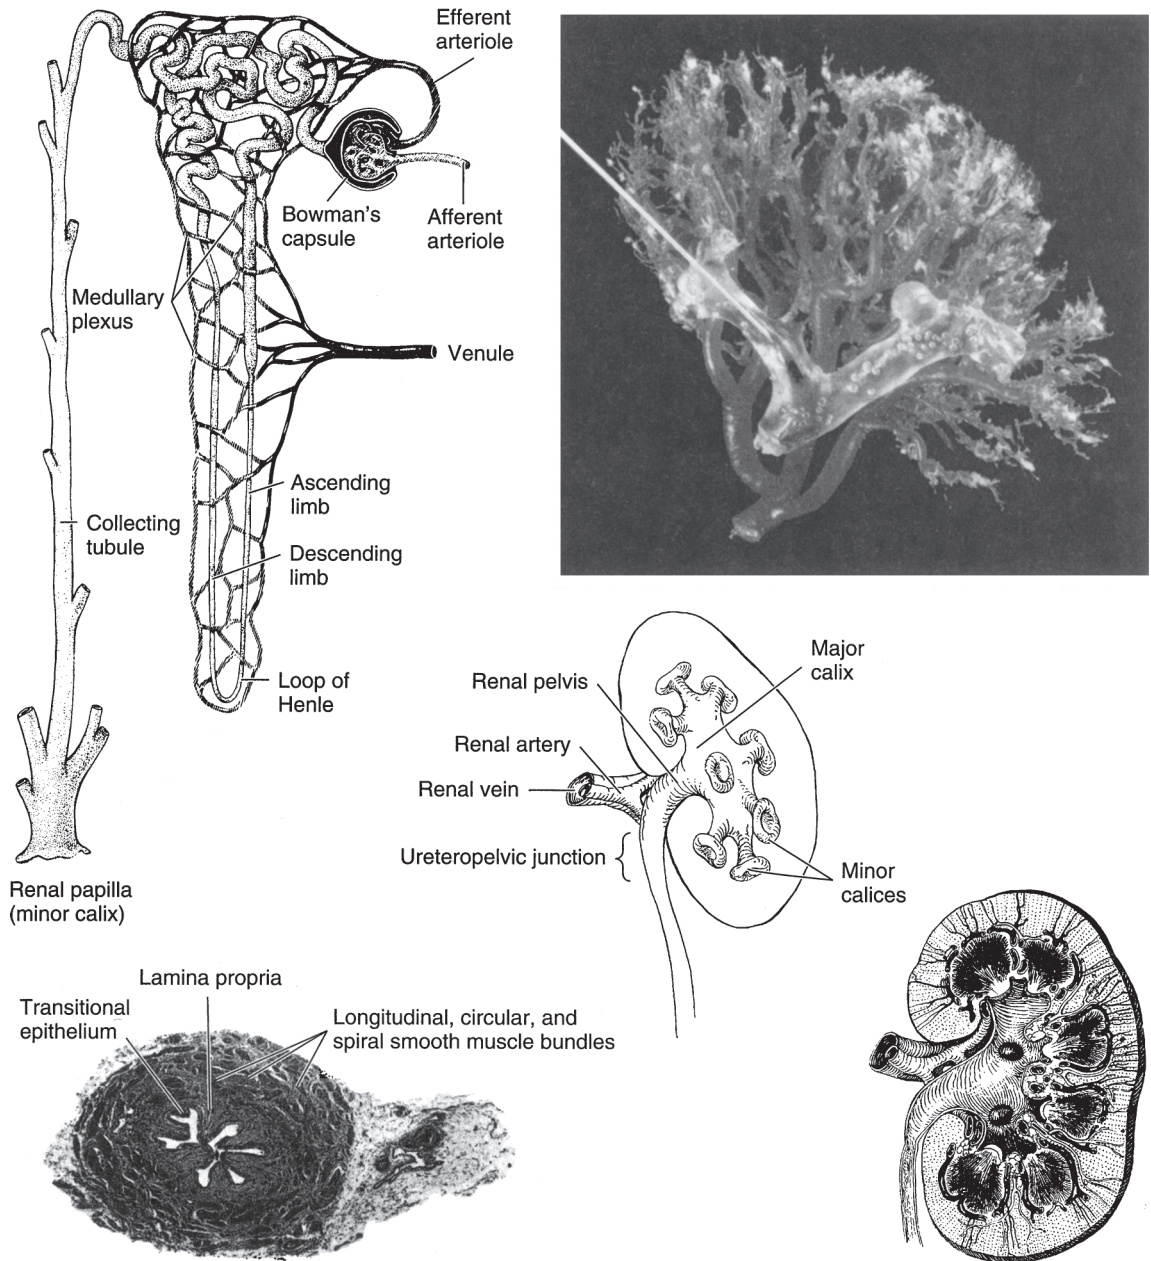 Efferent
arteriole
Bowman's
capsule
Afferent
arteriole
Medullary
plexus
Venule
Ascending
limb
Collecting
tubule
Descending
limb
Loop of
Henle
Renal papilla
(minor calix)
Major
calix
Renal pelvis
Renal artery
Renal vein
Ureteropelvic junction
Minor
calices
Lamina propria
Transitional
epithelium
Longitudinal, circular, and
spiral smooth muscle bundles